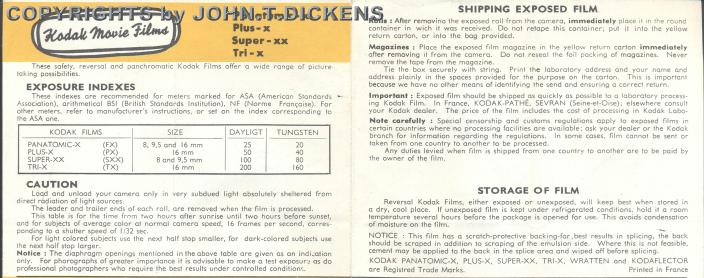 COPYRIGHTS by JOHN T. DICKENS
Kodak Movie Films
Plus-x
Super-xx
Tri-x
These safety, reversal and panchromatic Kodak Films offer a wide range of picture-
taking possibilities.
EXPOSURE INDEXES
These indexes are recommended for meters marked for ASA (American Standards
Association), arithmetical BSI (British Standards Institution), NF (Norme Française). For
other meters, refer to manufacturer's instructions, or set the index corresponding to
the ASA one.
KODAK FILMS SIZE DAYLIGT TUNGSTEN
PANATOMIC-X (FX) 8, 9,5 and 16 mm 25 20
PLUS-X (PX) 16 mm 50 40
SUPER-XX (SXX) 8 and 9,5 mm 100 80
TRI-X (TX) 16 mm 200 160
CAUTION
Load and unload your camera only in very subdued light absolutely sheltered from
direct radiation of light sources.
The leader and trailer ends of each roll, are removed when the film is processed.
This table is for the time from two hours after sunrise until two hours before sunset,
and for subjects of average color at normal camera speed, 16 frames per second, corres-
ponding to a shutter speed of 1/32 sec.
For light colored subjects use the next half stop smaller, for dark-colored subjects use
the next half stop larger.
Notice : The diaphragm openings mentioned in the above table are given as an indication
only. For photographs of greater importance it is advisable to make a test exposure as do
professional photographers who require the best results under controlled conditions.
SHIPPING EXPOSED FILM
Rolls : After removing the exposed roll from the camera, immediately place it in the round
container in wich it was received. Do not retape this container; put it into the yellow
return carton, or into the bag provided.
Magazines : Place the exposed film magazine in the yellow return carton immediately
after removing it from the camera. Do not reseal the foil packing of magazines. Never
remove the tape from the magazine.
Tie the box securely with string. Print the laboratory address and your name and
address plainly in the spaces provided for the purpose on the carton. This is important
because we have no other means of identifying the send and ensuring a correct return.
Important : Exposed film should be shipped as quickly as possible to a laboratory process-
ing Kodak Film. In France, KODAK-PATHÉ, SEVRAN (Seine-et-Oise); elsewhere consult
your Kodak dealer. The price of the film includes the cost of processing in Kodak Labo-
Note carefully : Special censorship and customs regulations apply to exposed films in
certain countries where no processing facilities are available; ask your dealer or the Kodak
branch for information regarding the regulations. In some cases, film cannot be sent or
taken from one country to another to be processed.
Any duties levied when film is shipped from one country to another are to be paid by
the owner of the film.
STORAGE OF FILM
Reversal Kodak Films, either exposed or unexposed, will keep best when stored in
a dry, cool place. If unexposed film is kept under refrigerated conditions, hold it a room
temperature several hours before the package is opened for use. This avoids condensation
of moisture on the film.
NOTICE : This film has a scratch-protective backing-for best results in splicing, the back
should be scraped in addition to scraping of the emulsion side. Where this is not feasible,
cement may be applied to the back in the splice area and wiped off before splicing.
KODAK PANATOMIC-X, PLUS-X, SUPER-XX, TRI-X, WRATTEN and KODAFLECTOR
are Registred Trade Marks. Printed in France